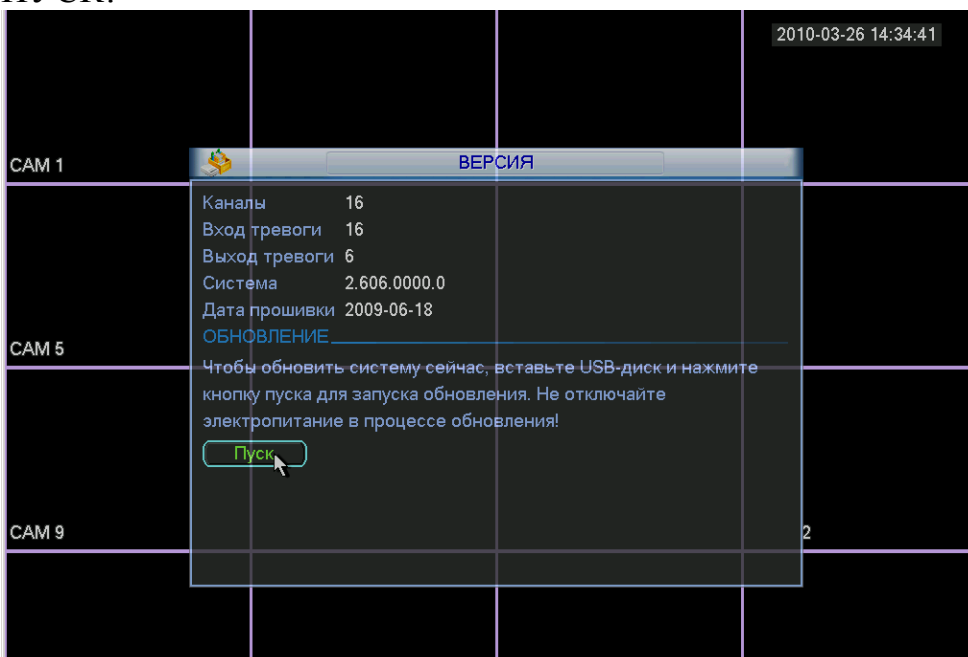 2010-03-26 14:34:41
CAM 1
ВЕРСИЯ
Каналы 16
Вход тревоги 16
Выход тревоги 6
Система 2.606.0000.0
Дата прошивки 2009-06-18
ОБНОВЛЕНИЕ
CAM 5
Чтобы обновить систему сейчас, вставьте USB-диск и нажмите
кнопку пуска для запуска обновления. Не отключайте
электропитание в процессе обновления!
Пуск
CAM 9
2